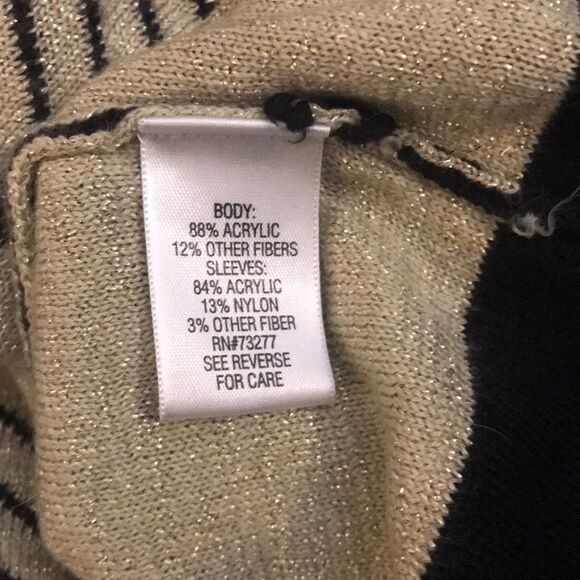 BODY:
88% ACRYLIC
12% OTHER FIBERS
SLEEVES:
84% ACRYLIC
13% NYLON
3% OTHER FIBER
RN#73277
SEE REVERSE
FOR CARE